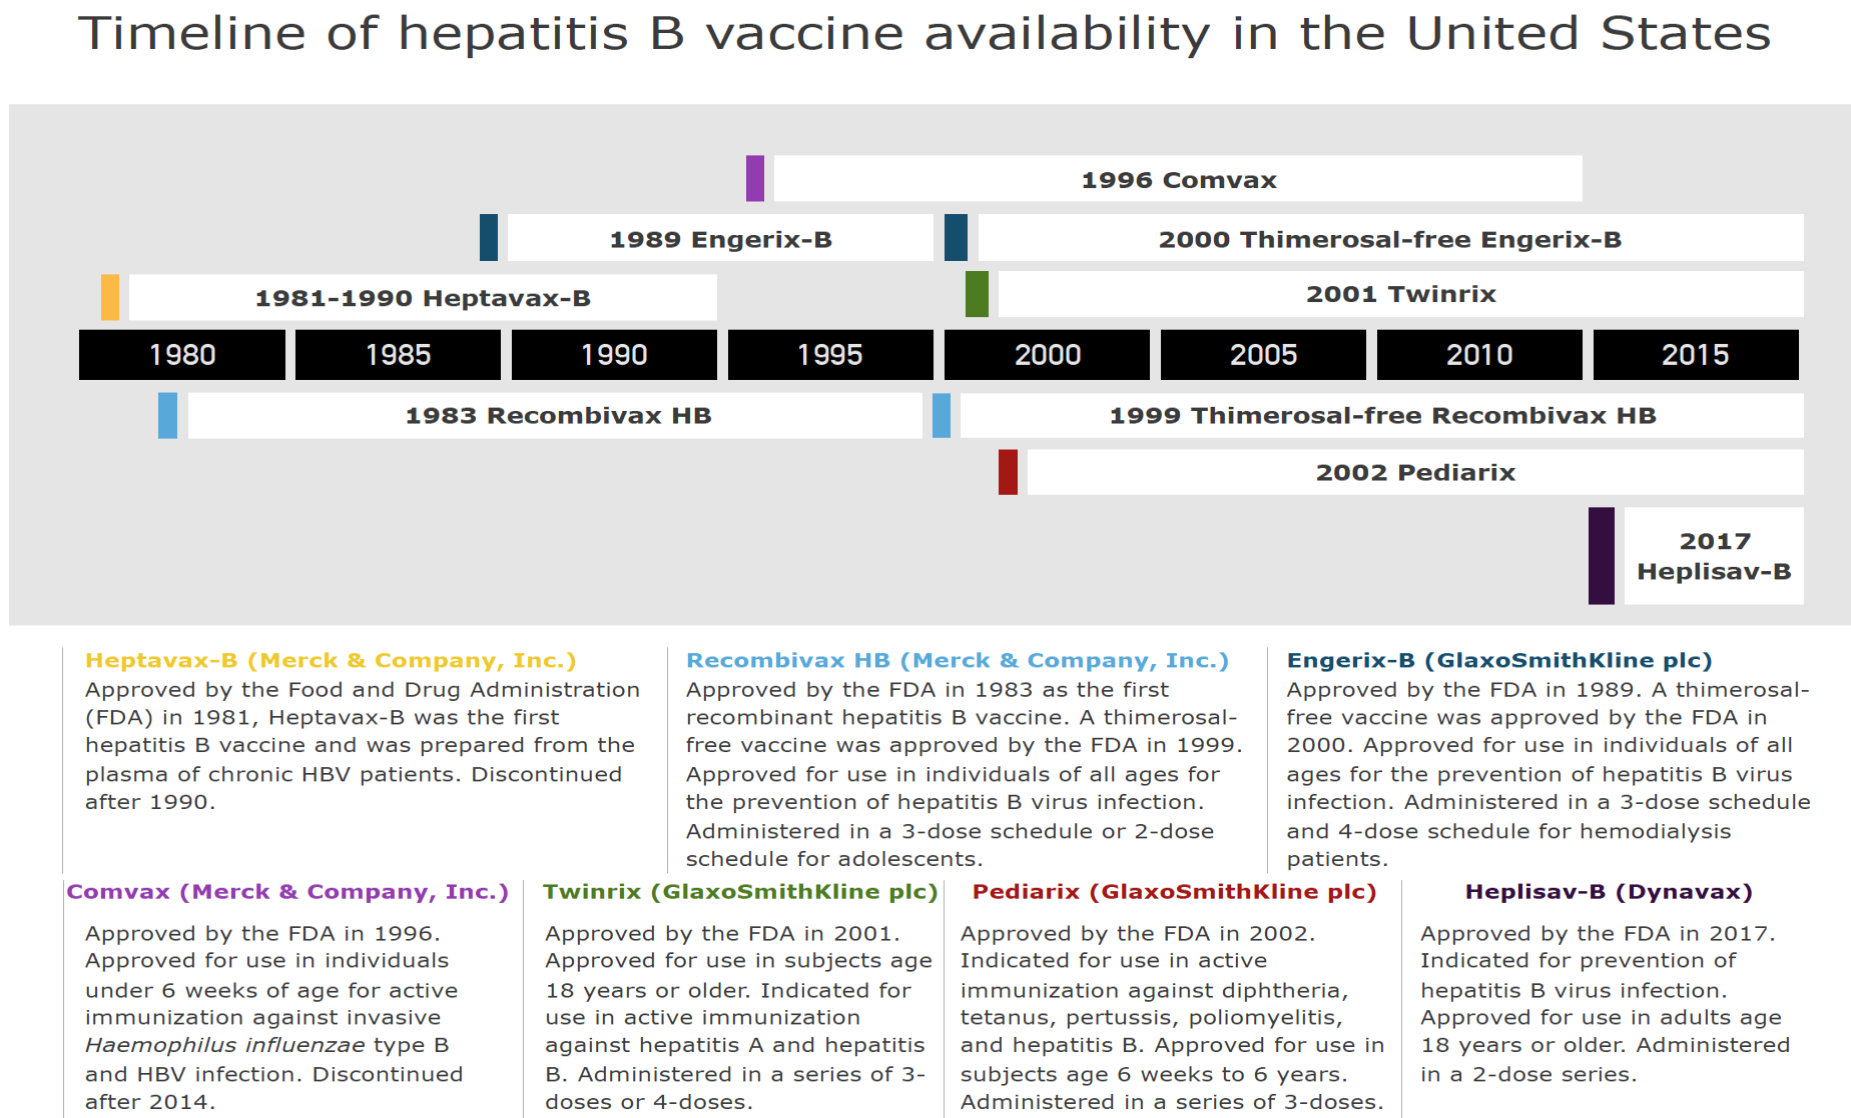 Timeline of hepatitis B vaccine availability in the United States
1996 Comvax
1989 Engerix-B
2000 Thimerosal-free Engerix-B
1981-1990 Heptavax-B
2001 Twinrix
1980
1985
1990
1995
2000
2005
2010
2015
1983 Recombivax HB
1999 Thimerosal-free Recombivax HB
2002 Pediarix
2017
Heplisav-B
Heptavax-B (Merck & Company, Inc.)
Approved by the Food and Drug Administration
(FDA) in 1981, Heptavax-B was the first
hepatitis B vaccine and was prepared from the
plasma of chronic HBV patients. Discontinued
after 1990.
Recombivax HB (Merck & Company, Inc.)
Approved by the FDA in 1983 as the first
recombinant hepatitis B vaccine. A thimerosal-
free vaccine was approved by the FDA in 1999.
Approved for use in individuals of all ages for
the prevention of hepatitis B virus infection.
Administered in a 3-dose schedule or 2-dose
schedule for adolescents.
Engerix-B (GlaxoSmithKline plc)
Approved by the FDA in 1989. A thimerosal-
free vaccine was approved by the FDA in
2000. Approved for use in individuals of all
ages for the prevention of hepatitis B virus
infection. Administered in a 3-dose schedule
and 4-dose schedule for hemodialysis
patients.
Comvax (Merck & Company, Inc.)
Approved by the FDA in 1996.
Approved for use in individuals
under 6 weeks of age for active
immunization against invasive
Haemophilus influenzae type B
and HBV infection. Discontinued
after 2014.
Twinrix (GlaxoSmithKline plc)
Approved by the FDA in 2001.
Approved for use in subjects age
18 years or older. Indicated for
use in active immunization
against hepatitis A and hepatitis
B. Administered in a series of 3-
doses or 4-doses.
Pediarix (GlaxoSmithKline plc)
Approved by the FDA in 2002.
Indicated for use in active
immunization against diphtheria,
tetanus, pertussis, poliomyelitis,
and hepatitis B. Approved for use in
subjects age 6 weeks to 6 years.
Administered in a series of 3-doses.
Heplisav-B (Dynavax)
Approved by the FDA in 2017.
Indicated for prevention of
hepatitis B virus infection.
Approved for use in adults age
18 years or older. Administered
in a 2-dose series.